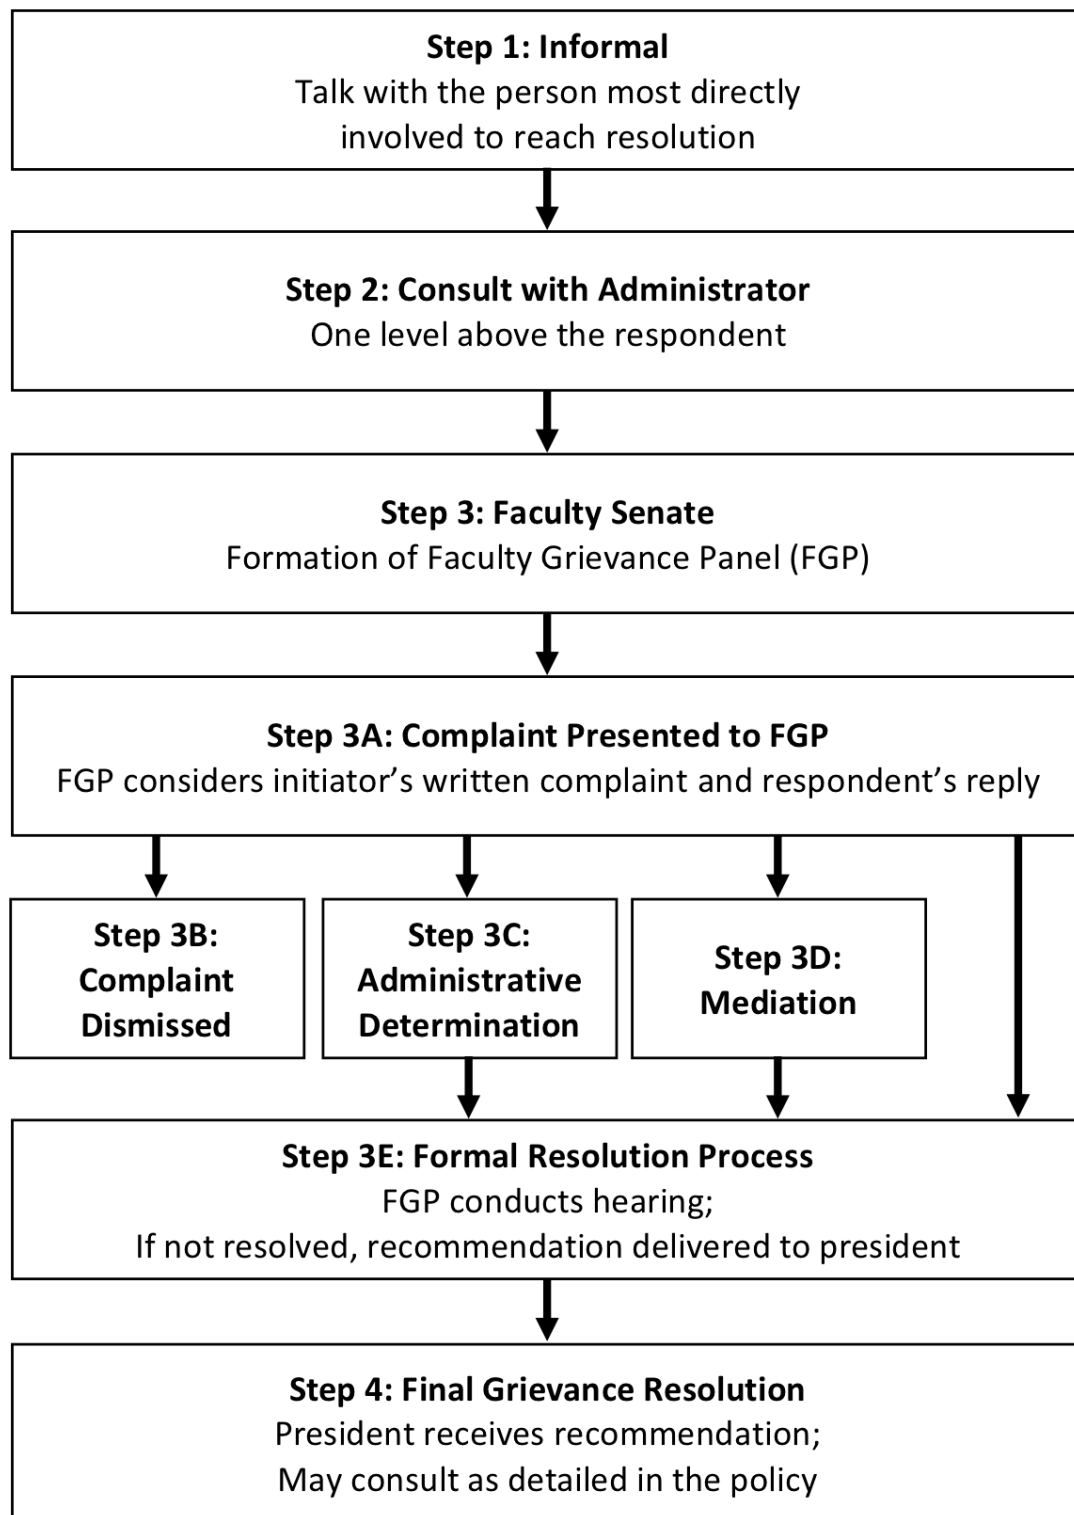 Step 1: Informal
Talk with the person most directly
involved to reach resolution
Step 2: Consult with Administrator
One level above the respondent
Step 3: Faculty Senate
Formation of Faculty Grievance Panel (FGP)
Step 3A: Complaint Presented to FGP
FGP considers initiator’s written complaint and respondent’s reply
Step 3B:
Complaint
Dismissed
Step 3C:
Administrative
Determination
Step 3D:
Mediation
Step 3E: Formal Resolution Process
FGP conducts hearing;
If not resolved, recommendation delivered to president
Step 4: Final Grievance Resolution
President receives recommendation;
May consult as detailed in the policy